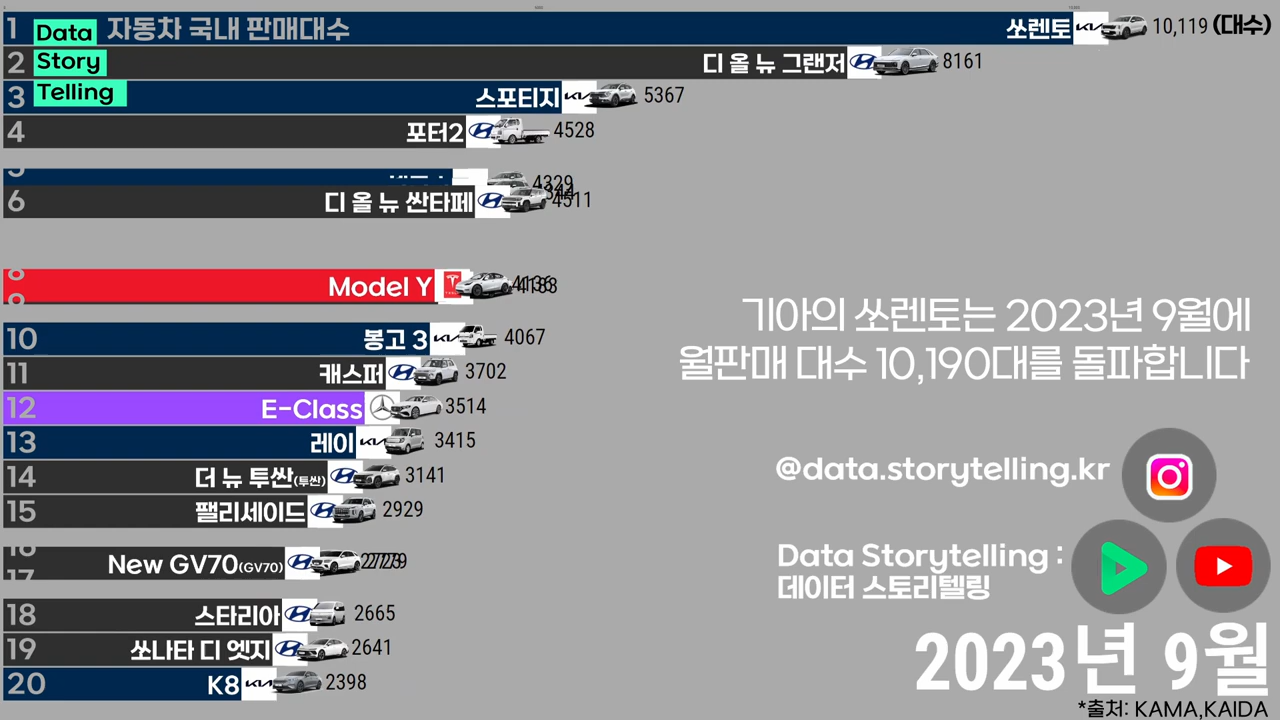 1 Data 자동차 국내 판매대수 쏘렌토 KIA 10,119 (대수)
2 Story 디 올 뉴 그랜저 8161
3 Telling 스포티지 KIA 5367
4 포터2 4528
4329
6 디 올 뉴 싼타페 4511
Model Y
10 봉고 3 KIA 4067
11 캐스퍼 3702
12 E-Class 3514
13 레이 KIA 3415
14 더 뉴 투싼(투싼) 3141
15 팰리세이드 2929
New GV70(GV70)
18 스타리아 2665
19 쏘나타 디 엣지 2641
20 K8 KIA 2398
기아의 쏘렌토는 2023년 9월에
월판매 대수 10,190대를 돌파합니다
@data.storytelling.kr
Data Storytelling :
데이터 스토리텔링
2023년 9월
*출처: KAMA,KAIDA